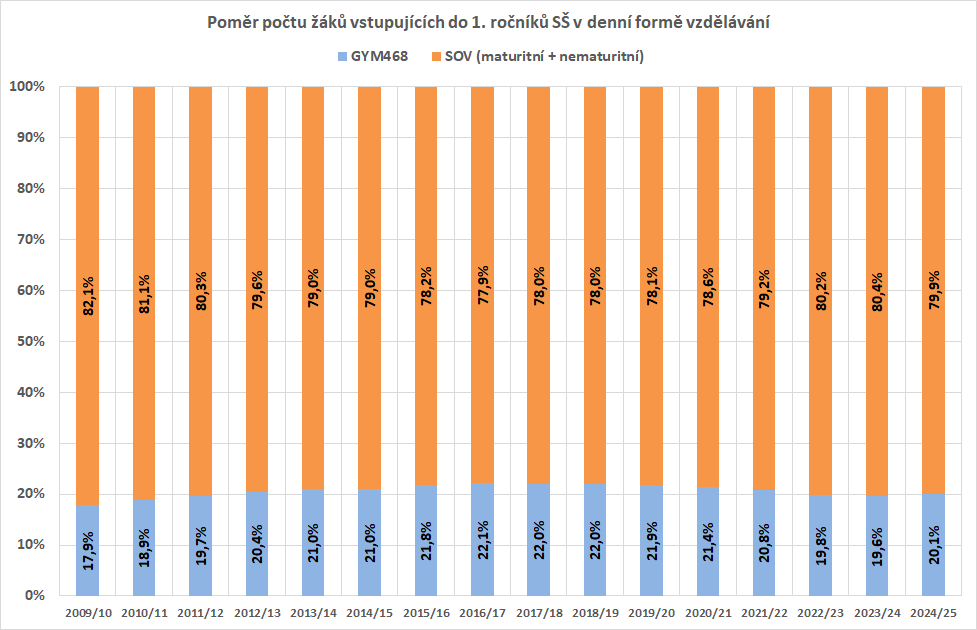 Poměr počtu žáků vstupujících do 1. ročníků SŠ v denní formě vzdělávání
GYM468 SOV (maturitní + nematuritní)
100%
90%
80%
70%
60%
50%
40%
30%
20%
10%
0%
82,1% 81,1% 80,3% 79,6% 79,0% 79,0% 78,2% 77,9% 78,0% 78,0% 78,1% 78,6% 79,2% 80,2% 80,4% 79,9%
17,9% 18,9% 19,7% 20,4% 21,0% 21,0% 21,8% 22,1% 22,0% 22,0% 21,9% 21,4% 20,8% 19,8% 19,6% 20,1%
2009/10 2010/11 2011/12 2012/13 2013/14 2014/15 2015/16 2016/17 2017/18 2018/19 2019/20 2020/21 2021/22 2022/23 2023/24 2024/25